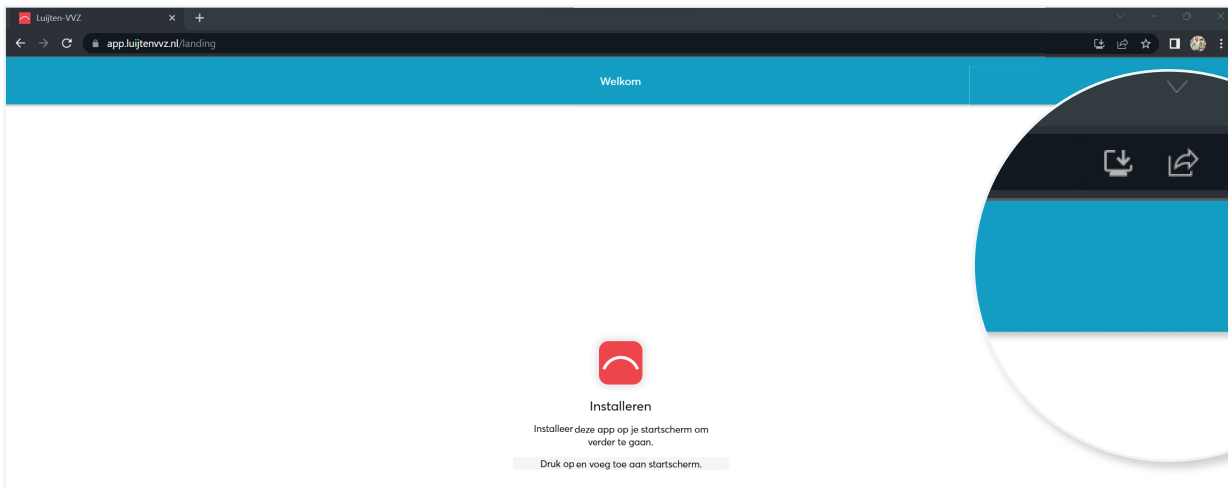 Luijten-VVZ
app.luijtenvvz.nl/landing
Welkom
Installeren
Installeer deze app op je startscherm om
verder te gaan.
Druk op en voeg toe aan startscherm.